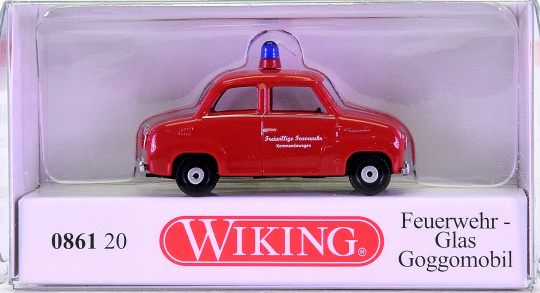 Freiwillige Feuerwehr
Kommandowagen
0861 20
WIKING®
Feuerwehr -
Glas
Goggomobil